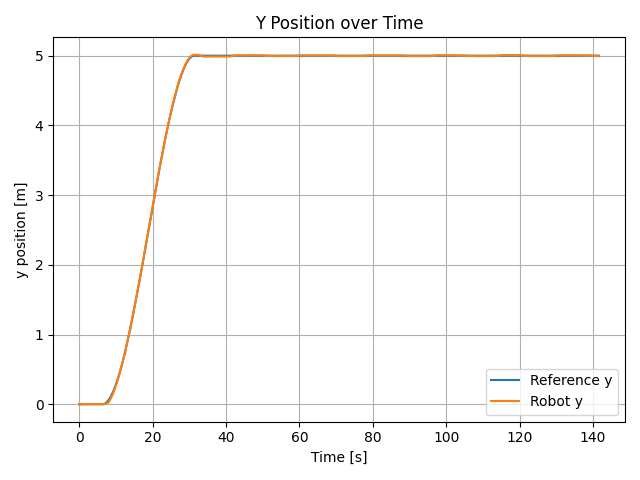 Y Position over Time
y position [m]
5
4
3
2
1
0
0 20 40 60 80 100 120 140
Time [s]
Reference y
Robot y